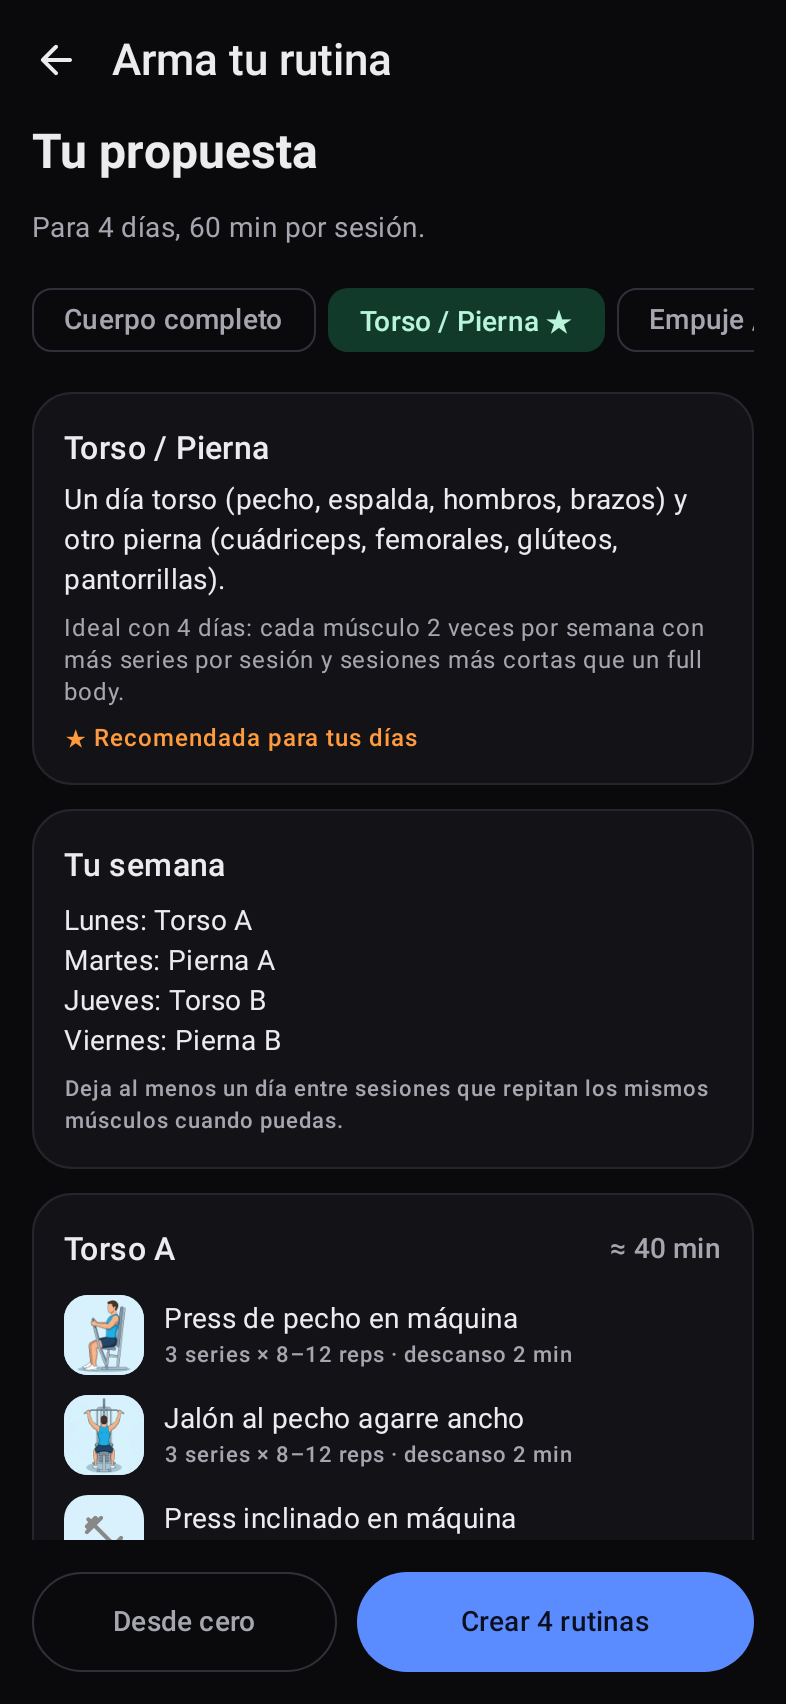 Arma tu rutina
Tu propuesta
Para 4 días, 60 min por sesión.
Cuerpo completo
Torso / Pierna ★
Empuje
Torso / Pierna
Un día torso (pecho, espalda, hombros, brazos) y
otro pierna (cuádriceps, femorales, glúteos,
pantorrillas).
Ideal con 4 días: cada músculo 2 veces por semana con
más series por sesión y sesiones más cortas que un full
body.
★ Recomendada para tus días
Tu semana
Lunes: Torso A
Martes: Pierna A
Jueves: Torso B
Viernes: Pierna B
Deja al menos un día entre sesiones que repitan los mismos
músculos cuando puedas.
Torso A
≈ 40 min
Press de pecho en máquina
3 series × 8–12 reps · descanso 2 min
Jalón al pecho agarre ancho
3 series × 8–12 reps · descanso 2 min
Press inclinado en máquina
Desde cero
Crear 4 rutinas